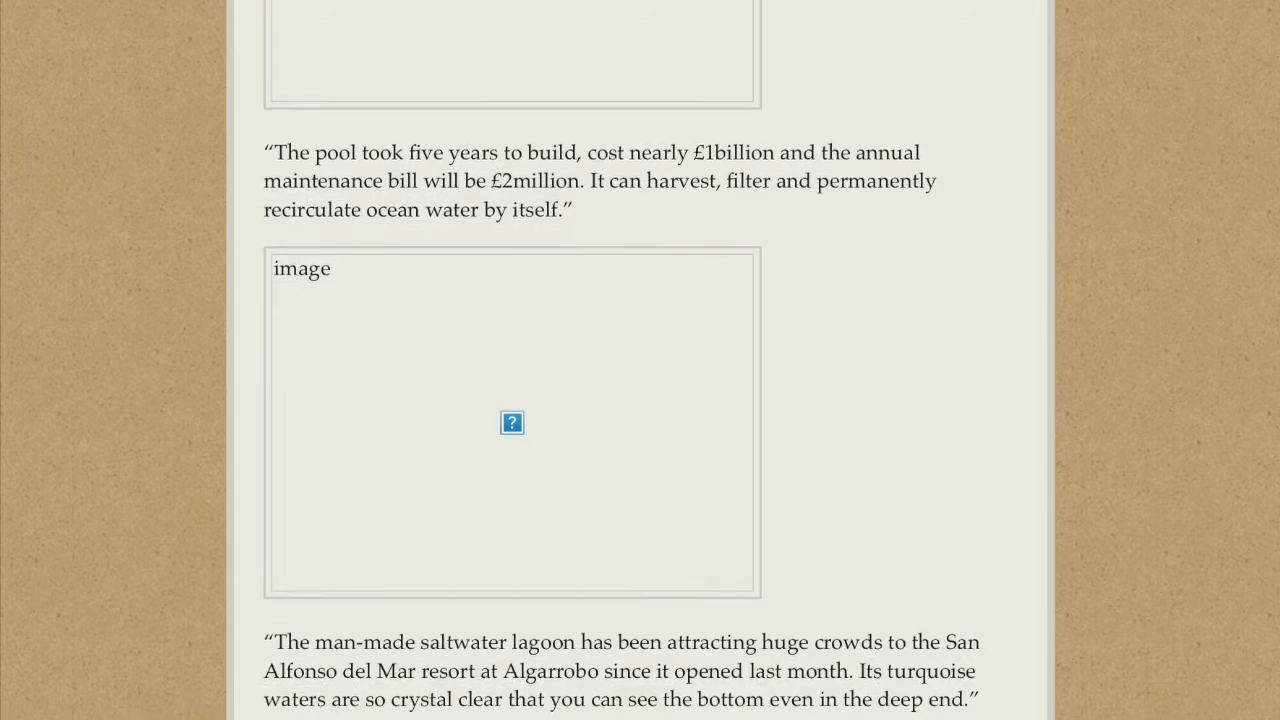 “The pool took five years to build, cost nearly £1billion and the annual
maintenance bill will be £2million. It can harvest, filter and permanently
recirculate ocean water by itself.”
image
?
“The man-made saltwater lagoon has been attracting huge crowds to the San
Alfonso del Mar resort at Algarrobo since it opened last month. Its turquoise
waters are so crystal clear that you can see the bottom even in the deep end.”